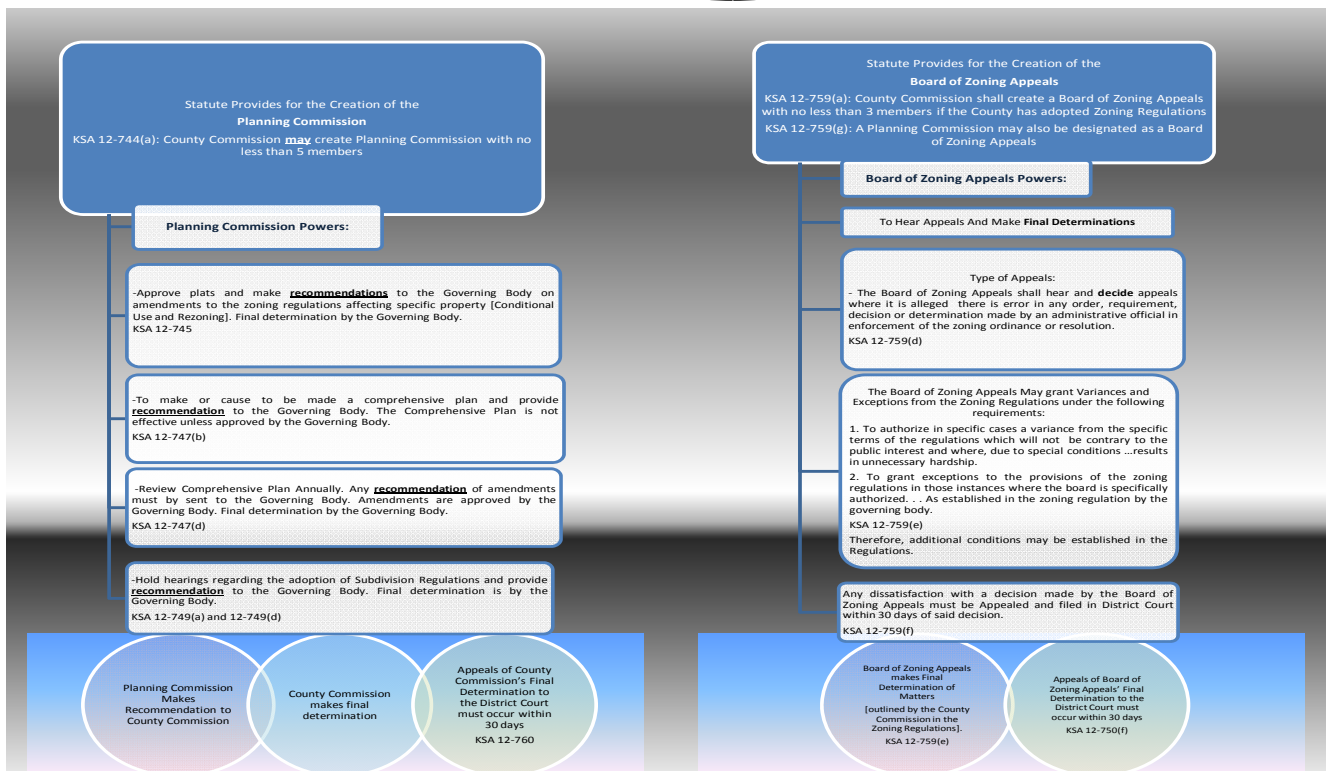 Statute Provides for the Creation of the
Planning Commission
KSA 12-744(a): County Commission may create Planning Commission with no
less than 5 members
Planning Commission Powers:
-Approve plats and make recommendations to the Governing Body on
amendments to the zoning regulations affecting specific property [Conditional
Use and Rezoning]. Final determination by the Governing Body.
KSA 12-745
-To make or cause to be made a comprehensive plan and provide
recommendation to the Governing Body. The Comprehensive Plan is not
effective unless approved by the Governing Body.
KSA 12-747(b)
-Review Comprehensive Plan Annually. Any recommendation of amendments
must by sent to the Governing Body. Amendments are approved by the
Governing Body. Final determination by the Governing Body.
KSA 12-747(d)
-Hold hearings regarding the adoption of Subdivision Regulations and provide
recommendation to the Governing Body. Final determination is by the
Governing Body.
KSA 12-749(a) and 12-749(d)
Planning Commission
Makes
Recommendation to
County Commission
County Commission
makes final
determination
Appeals of County
Commission's Final
Determination to
the District Court
must occur within
30 days
KSA 12-760
Statute Provides for the Creation of the
Board of Zoning Appeals
KSA 12-759(a): County Commission shall create a Board of Zoning Appeals
with no less than 3 members if the County has adopted Zoning Regulations
KSA 12-759(g): A Planning Commission may also be designated as a Board
of Zoning Appeals
Board of Zoning Appeals Powers:
To Hear Appeals And Make Final Determinations
Type of Appeals:
- The Board of Zoning Appeals shall hear and decide appeals
where it is alleged there is error in any order, requirement,
decision or determination made by an administrative official in
enforcement of the zoning ordinance or resolution.
KSA 12-759(d)
The Board of Zoning Appeals May grant Variances and
Exceptions from the Zoning Regulations under the following
requirements:
1. To authorize in specific cases a variance from the specific
terms of the regulations which will not be contrary to the
public interest and where, due to special conditions ...results
in unnecessary hardship.
2. To grant exceptions to the provisions of the zoning
regulations in those instances where the board is specifically
authorized. . . As established in the zoning regulation by the
governing body.
KSA 12-759(e)
Therefore, additional conditions may be established in the
Regulations.
Any dissatisfaction with a decision made by the Board of
Zoning Appeals must be Appealed and filed in District Court
within 30 days of said decision.
KSA 12-759(f)
Board of Zoning Appeals
makes Final
Determination of
Matters
[outlined by the County
Commission in the
Zoning Regulations].
KSA 12-759(e)
Appeals of Board of
Zoning Appeals' Final
Determination to the
District Court must
occur within 30 days
KSA 12-750(f)